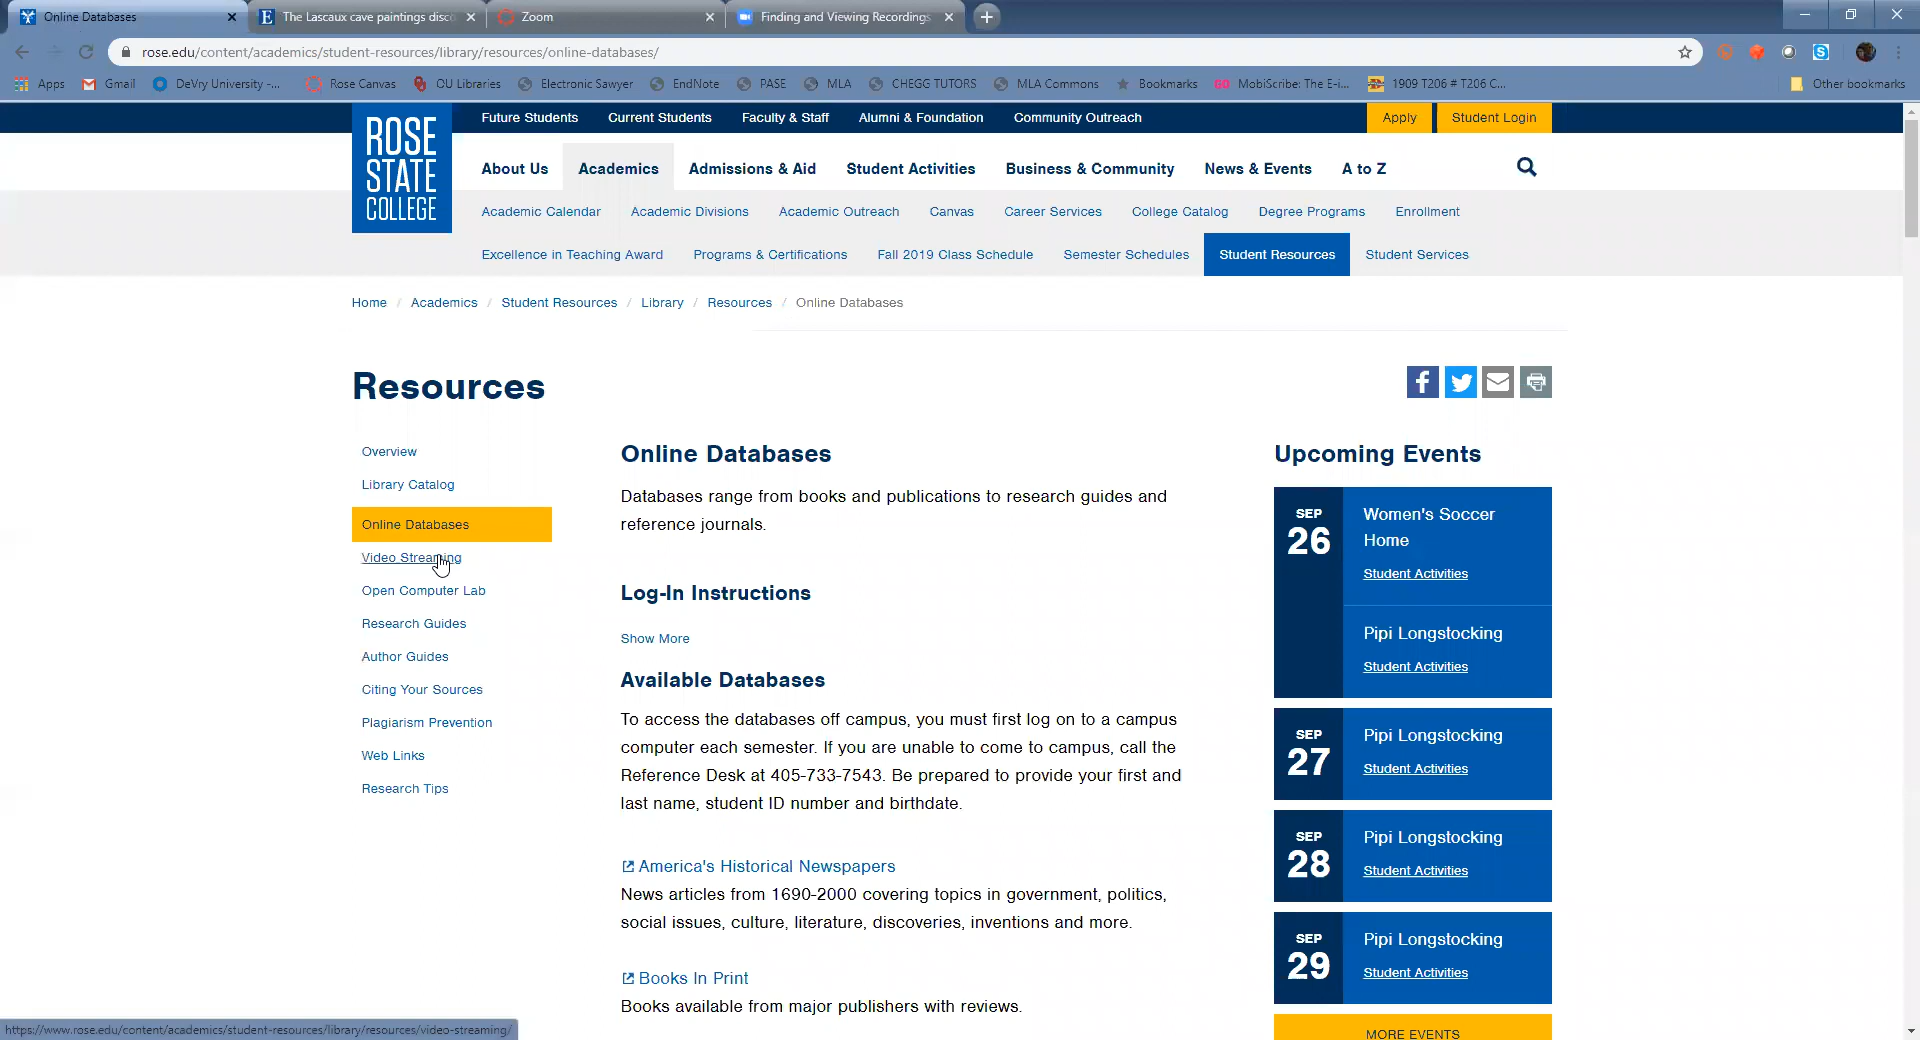 Online Databases
The Lascaux cave paintings disc
Zoom
Finding and Viewing Recordings
rose.edu/content/academics/student-resources/library/resources/online-databases/
Apps Gmail DeVry University -... Rose Canvas OU Libraries Electronic Sawyer EndNote PASE MLA CHEGG TUTORS MLA Commons Bookmarks MobiScribe: The E-i... 1909 T206 # T206 C... Other bookmarks
ROSE
STATE
COLLEGE
Future Students Current Students Faculty & Staff Alumni & Foundation Community Outreach Apply Student Login
About Us Academics Admissions & Aid Student Activities Business & Community News & Events A to Z
Academic Calendar Academic Divisions Academic Outreach Canvas Career Services College Catalog Degree Programs Enrollment
Excellence in Teaching Award Programs & Certifications Fall 2019 Class Schedule Semester Schedules Student Resources Student Services
Home / Academics / Student Resources / Library / Resources / Online Databases
Resources
Overview
Library Catalog
Online Databases
Video Streaming
Open Computer Lab
Research Guides
Author Guides
Citing Your Sources
Plagiarism Prevention
Web Links
Research Tips
Online Databases
Databases range from books and publications to research guides and
reference journals.
Log-In Instructions
Show More
Available Databases
To access the databases off campus, you must first log on to a campus
computer each semester. If you are unable to come to campus, call the
Reference Desk at 405-733-7543. Be prepared to provide your first and
last name, student ID number and birthdate.
America's Historical Newspapers
News articles from 1690-2000 covering topics in government, politics,
social issues, culture, literature, discoveries, inventions and more.
Books In Print
Books available from major publishers with reviews.
Upcoming Events
SEP
26
Women's Soccer
Home
Student Activities
Pipi Longstocking
Student Activities
SEP
27
Pipi Longstocking
Student Activities
SEP
28
Pipi Longstocking
Student Activities
SEP
29
Pipi Longstocking
Student Activities
MORE EVENTS
https://www.rose.edu/content/academics/student-resources/library/resources/video-streaming/